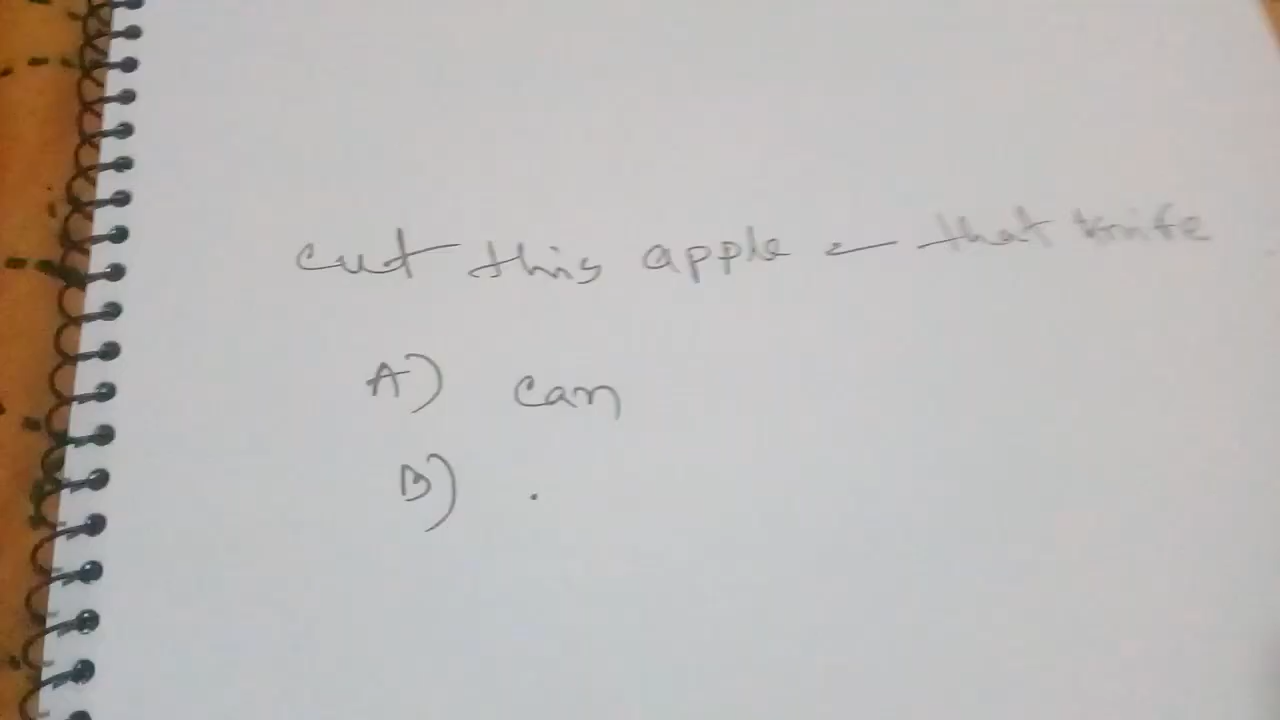 cut this apple — that knife
A) can
B) .